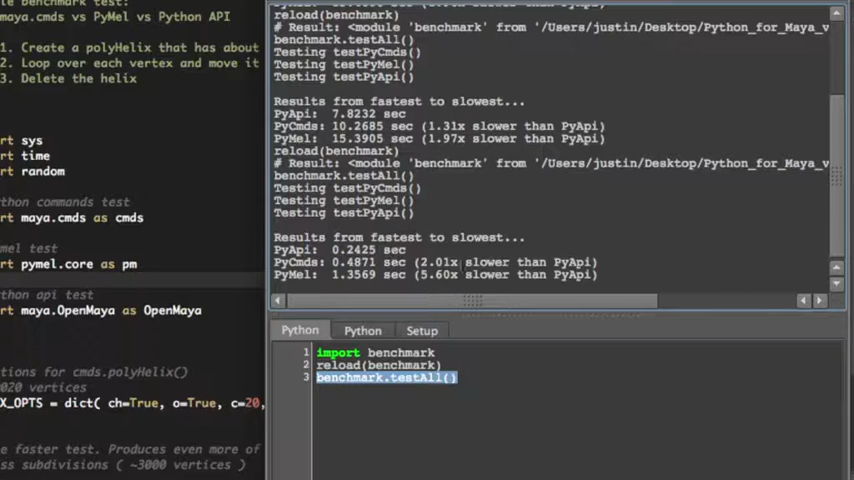 le benchmark test:
aya.cmds vs PyMel vs Python API
1. Create a polyHelix that has about
2. Loop over each vertex and move it
3. Delete the helix
rt sys
rt time
rt random
thon commands test
rt maya.cmds as cmds
mel test
rt pymel.core as pm
thon api test
rt maya.OpenMaya as OpenMaya
tions for cmds.polyHelix()
020 vertices
X_OPTS = dict( ch=True, o=True, c=20,
e faster test. Produces even more of
ss subdivisions ( ~3000 vertices )
reload(benchmark)
# Result: <module 'benchmark' from '/Users/justin/Desktop/Python_for_Maya_v
benchmark.testAll()
Testing testPyCmds()
Testing testPyMel()
Testing testPyApi()
Results from fastest to slowest...
PyApi: 7.8232 sec
PyCmds: 10.2685 sec (1.31x slower than PyApi)
PyMel: 15.3905 sec (1.97x slower than PyApi)
reload(benchmark)
# Result: <module 'benchmark' from '/Users/justin/Desktop/Python_for_Maya_v
benchmark.testAll()
Testing testPyCmds()
Testing testPyMel()
Testing testPyApi()
Results from fastest to slowest...
PyApi: 0.2425 sec
PyCmds: 0.4871 sec (2.01x slower than PyApi)
PyMel: 1.3569 sec (5.60x slower than PyApi)
Python Python Setup
1 import benchmark
2 reload(benchmark)
3 benchmark.testAll()